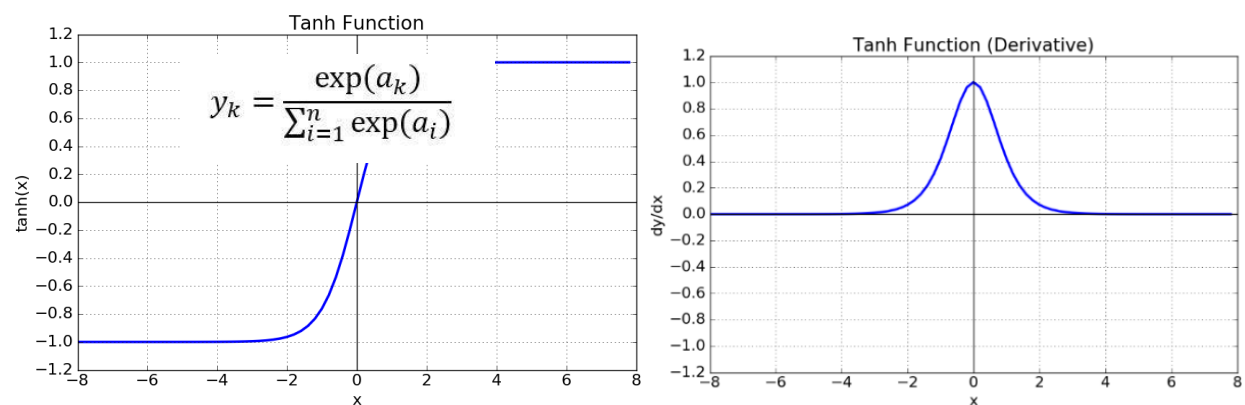 Tanh Function
1.2
1.0
0.8
0.6
0.4
0.2
0.0
−0.2
−0.4
−0.6
−0.8
−1.0
−1.2
tanh(x)
y_k = exp(a_k) / ∑_{i=1}^{n} exp(a_i)
−8 −6 −4 −2 0 2 4 6 8
x
Tanh Function (Derivative)
1.2
1.0
0.8
0.6
0.4
0.2
0.0
−0.2
−0.4
−0.6
−0.8
−1.0
−1.2
dy/dx
−8 −6 −4 −2 0 2 4 6 8
x